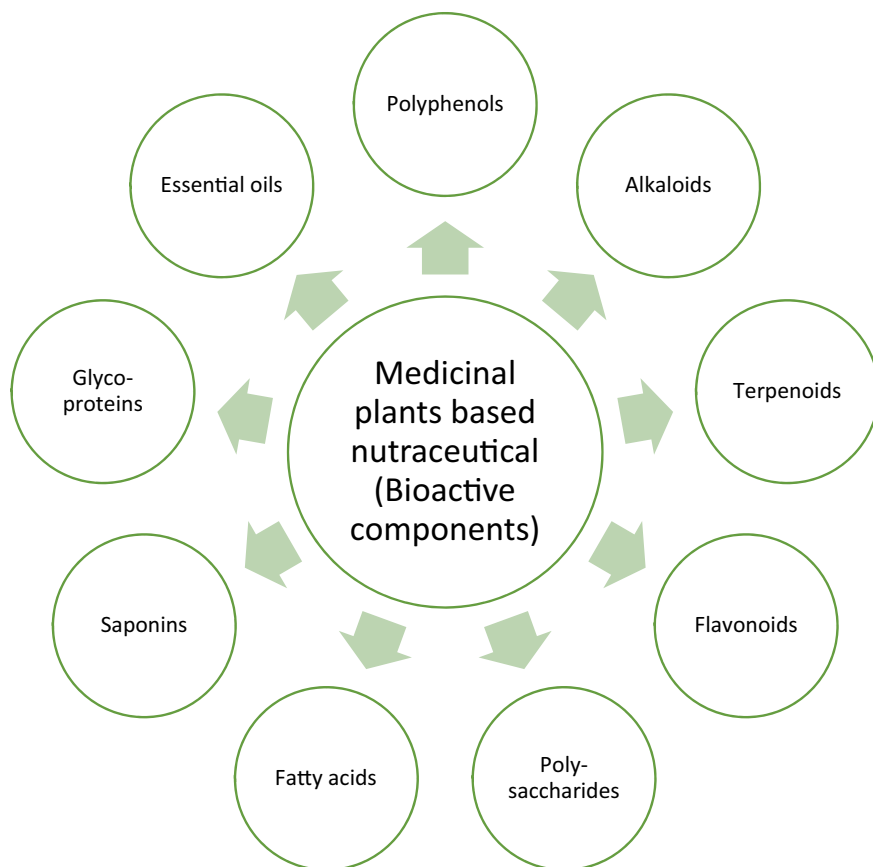 Polyphenols
Alkaloids
Terpenoids
Flavonoids
Poly-
saccharides
Fatty acids
Saponins
Glyco-
proteins
Essential oils
Medicinal
plants based
nutraceutical
(Bioactive
components)